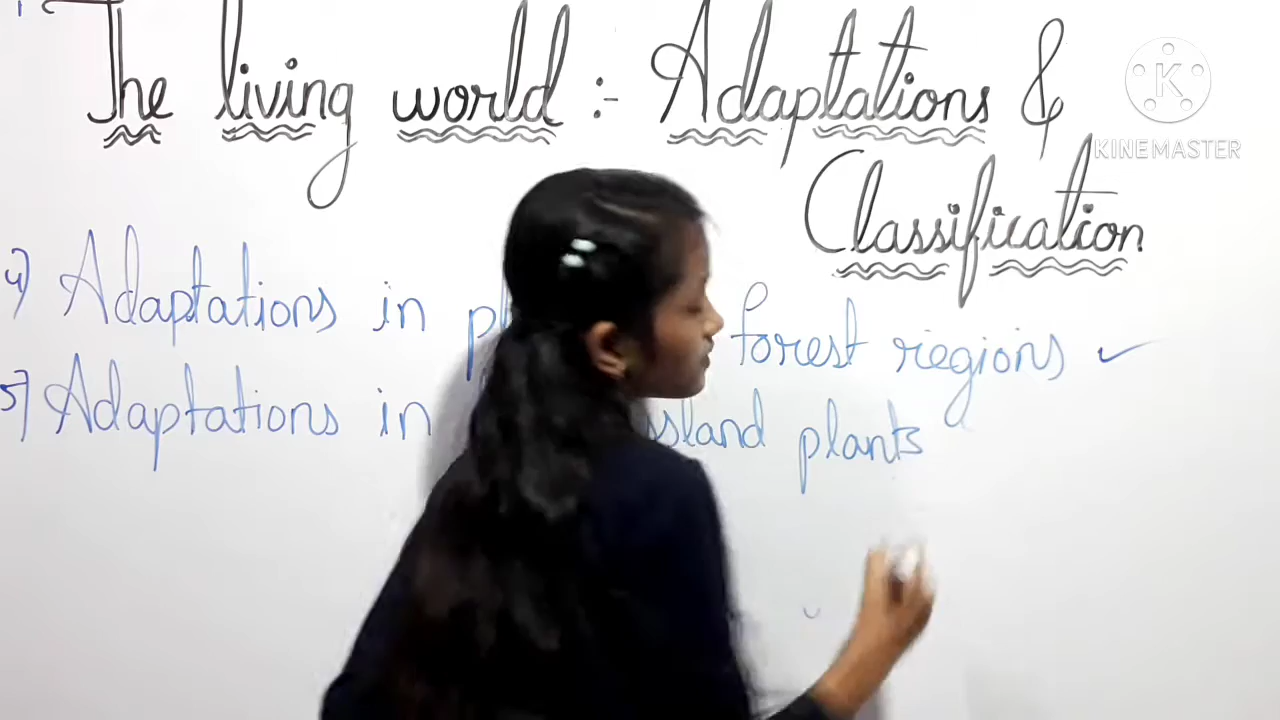 The living world :- Adaptations &
Classification
4) Adaptations in forest regions ✓
5) Adaptations in plants
K
KINEMASTER